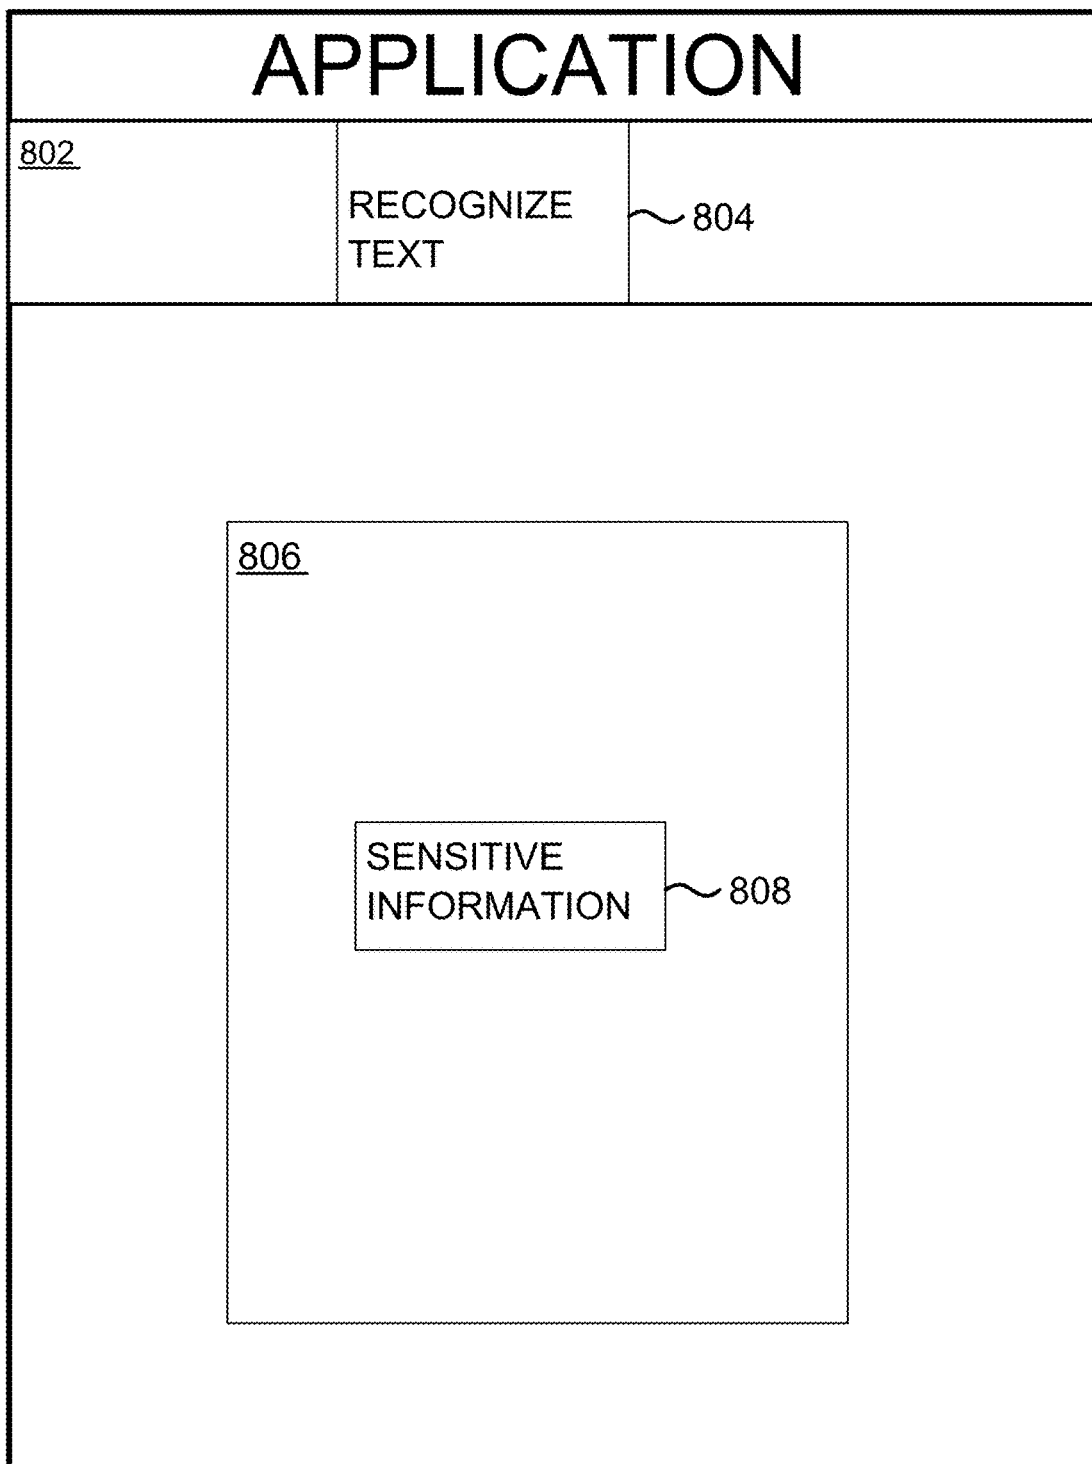 APPLICATION
802
RECOGNIZE
TEXT
804
806
SENSITIVE
INFORMATION
808